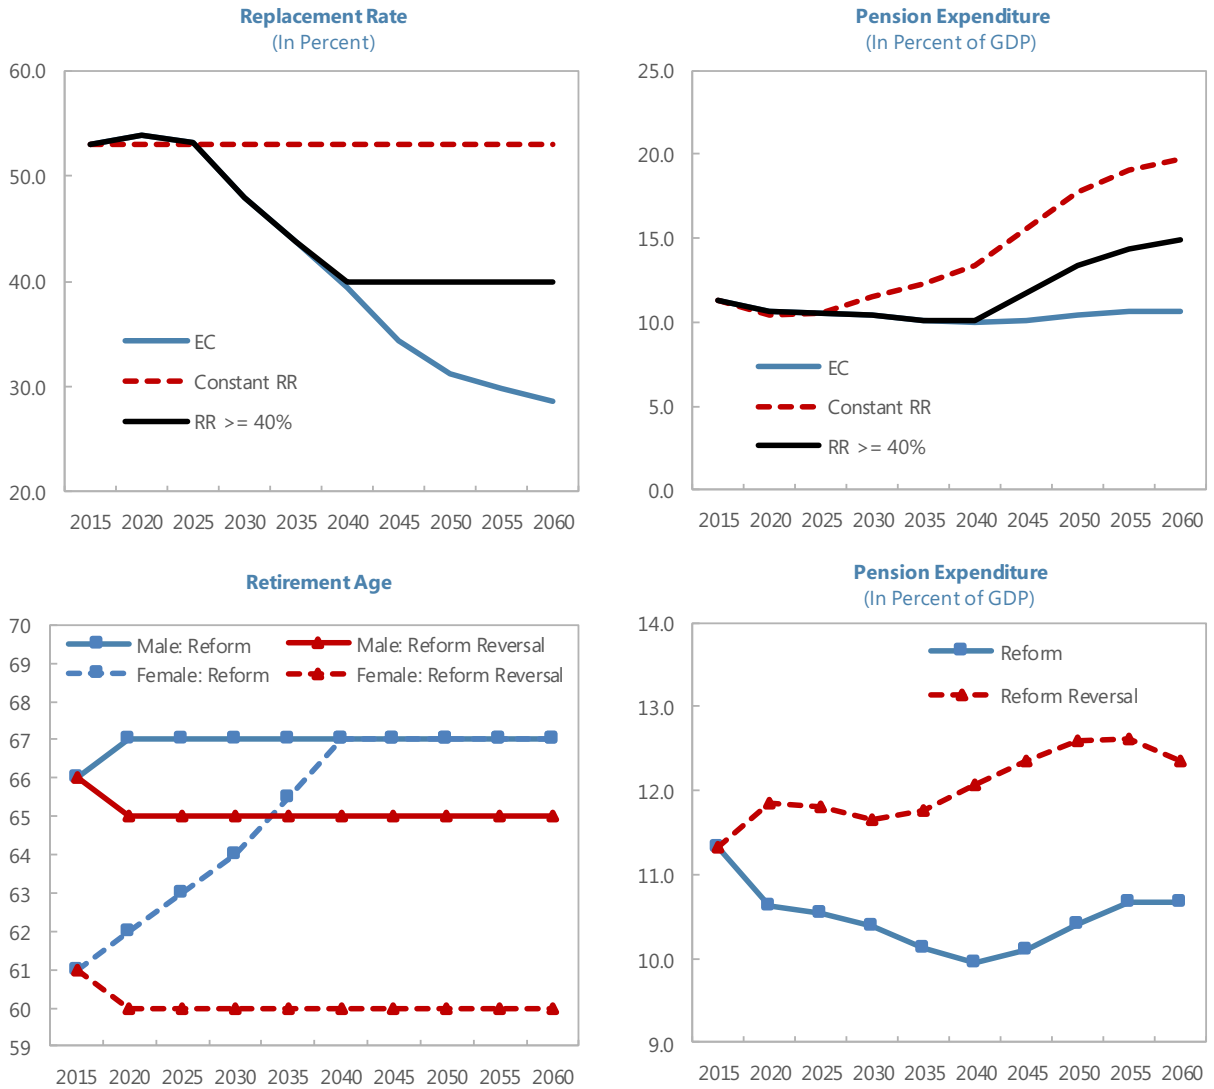 Replacement Rate
(In Percent)
60.0
50.0
40.0
30.0
20.0
EC
Constant RR
RR >= 40%
2015 2020 2025 2030 2035 2040 2045 2050 2055 2060
Pension Expenditure
(In Percent of GDP)
25.0
20.0
15.0
10.0
5.0
0.0
EC
Constant RR
RR >= 40%
2015 2020 2025 2030 2035 2040 2045 2050 2055 2060
Retirement Age
70
69
68
67
66
65
64
63
62
61
60
59
Male: Reform Male: Reform Reversal
Female: Reform Female: Reform Reversal
2015 2020 2025 2030 2035 2040 2045 2050 2055 2060
Pension Expenditure
(In Percent of GDP)
14.0
13.0
12.0
11.0
10.0
9.0
Reform
Reform Reversal
2015 2020 2025 2030 2035 2040 2045 2050 2055 2060